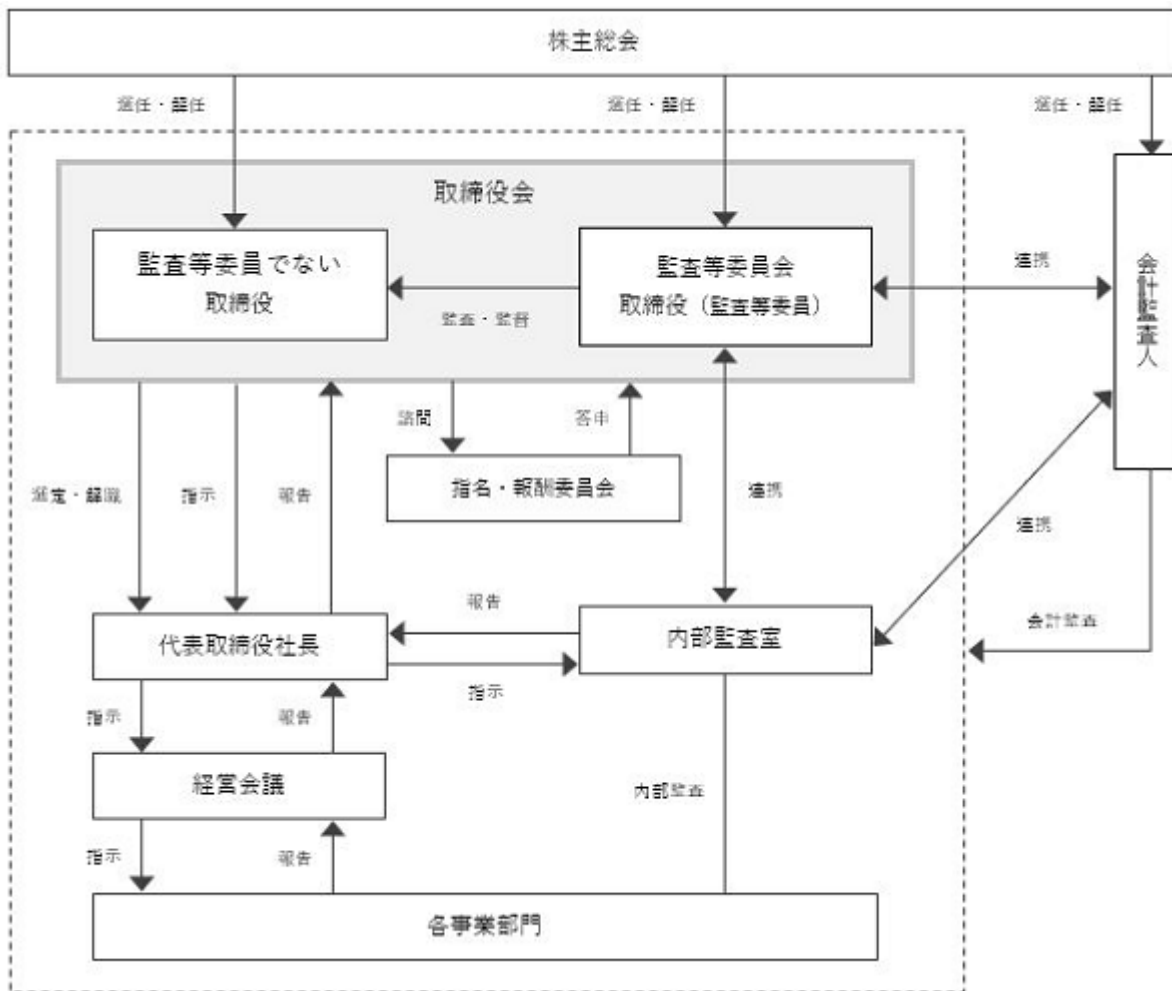 株主総会
選任・解任
選任・解任
選任・解任
取締役会
監査等委員でない
取締役
監査等委員会
取締役（監査等委員）
監査・監督
連携
会計監査人
諮問
答申
指名・報酬委員会
選定・解職
指示
報告
連携
連携
報告
代表取締役社長
内部監査室
会計監査
指示
指示
報告
経営会議
内部監査
指示
報告
各事業部門